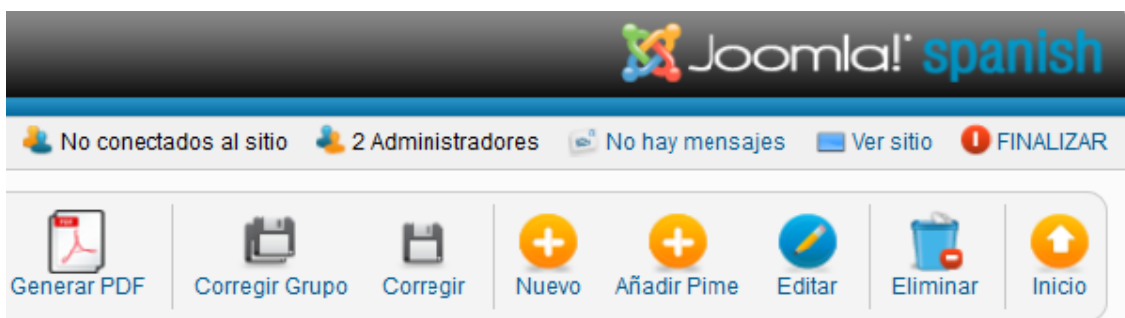 Joomla! spanish
No conectados al sitio 2 Administradores No hay mensajes Ver sitio FINALIZAR
PDF
Generar PDF Corregir Grupo Corregir Nuevo Añadir Pime Editar Eliminar Inicio